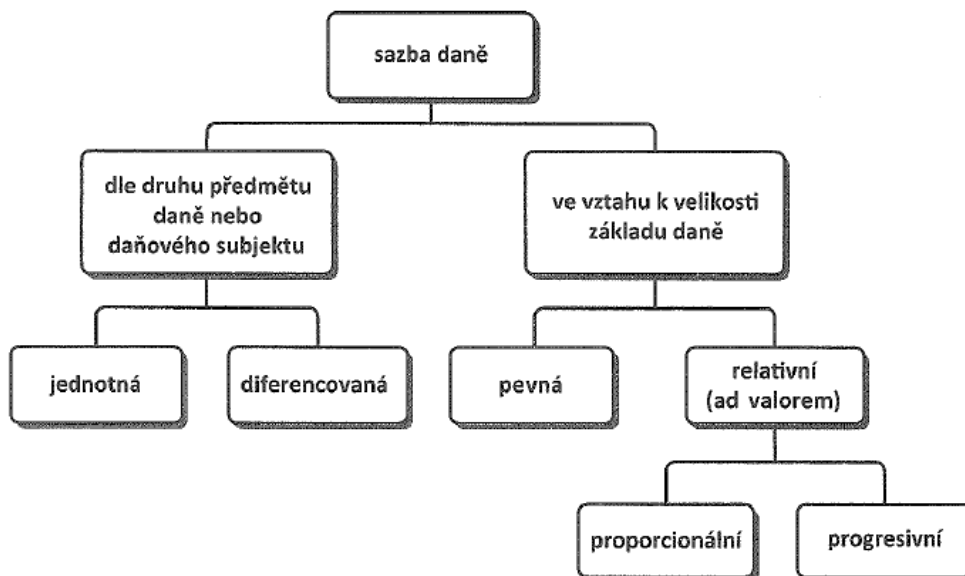 sazba daně
dle druhu předmětu
daně nebo
daňového subjektu
ve vztahu k velikosti
základu daně
jednotná
diferencovaná
pevná
relativní
(ad valorem)
proporcionální
progresivní